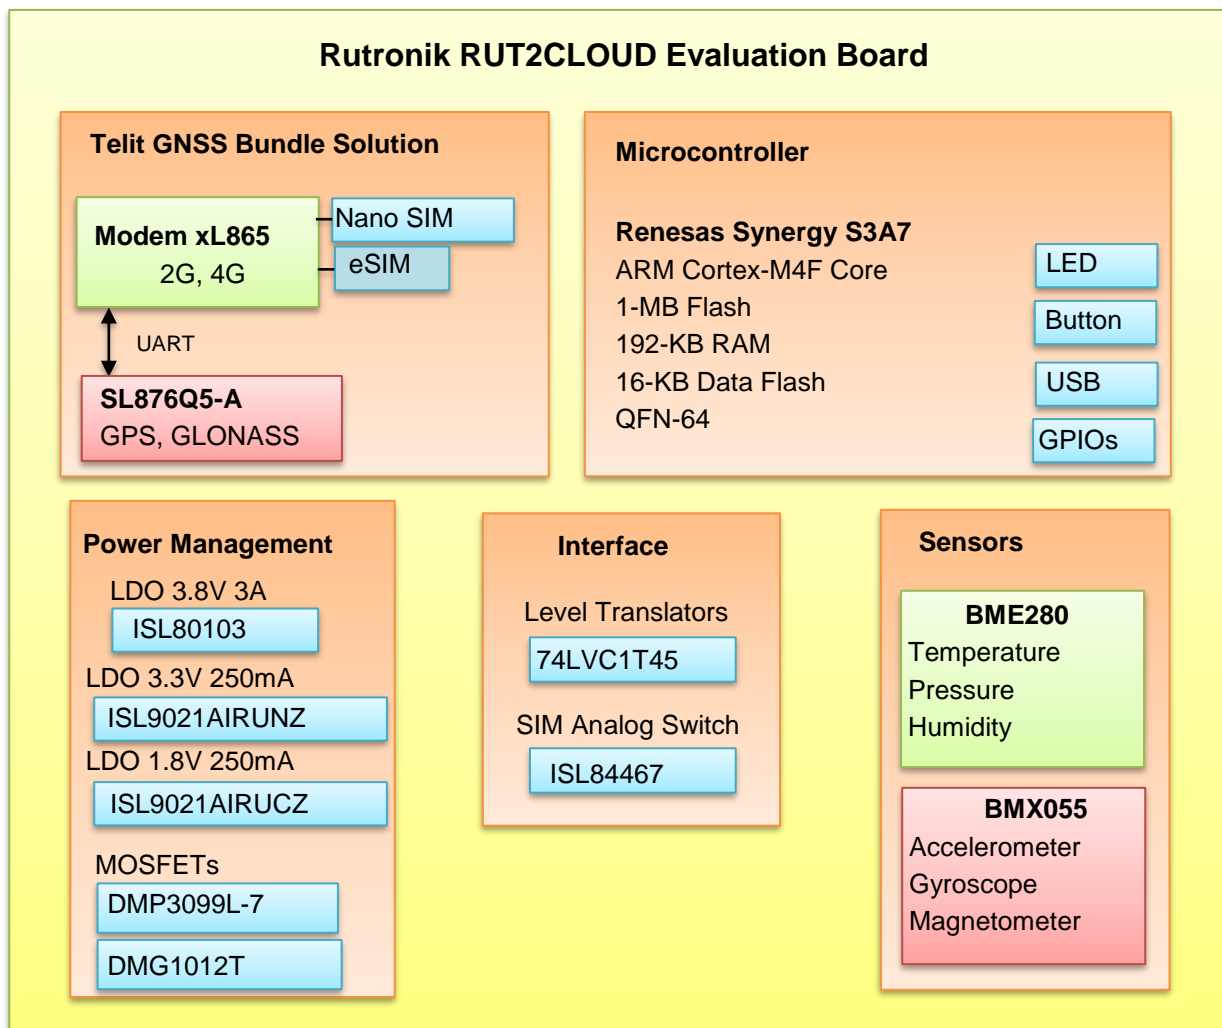 Rutronik RUT2CLOUD Evaluation Board
Telit GNSS Bundle Solution
Modem xL865
2G, 4G
Nano SIM
eSIM
UART
SL876Q5-A
GPS, GLONASS
Microcontroller
Renesas Synergy S3A7
ARM Cortex-M4F Core
1-MB Flash
192-KB RAM
16-KB Data Flash
QFN-64
LED
Button
USB
GPIOs
Power Management
LDO 3.8V 3A
ISL80103
LDO 3.3V 250mA
ISL9021AIRUNZ
LDO 1.8V 250mA
ISL9021AIRUCZ
MOSFETs
DMP3099L-7
DMG1012T
Interface
Level Translators
74LVC1T45
SIM Analog Switch
ISL84467
Sensors
BME280
Temperature
Pressure
Humidity
BMX055
Accelerometer
Gyroscope
Magnetometer